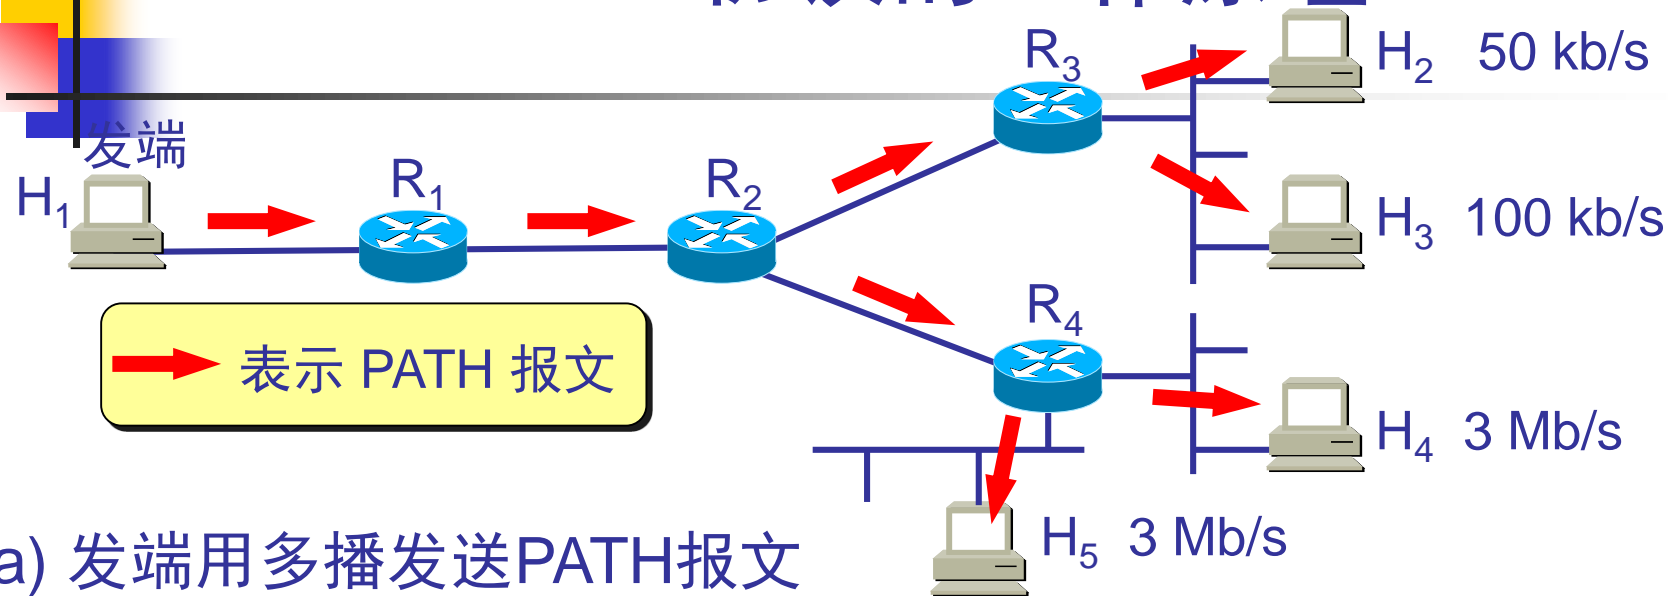 R3
H2 50 kb/s
发端
H1
R1
R2
H3 100 kb/s
R4
表示 PATH 报文
H4 3 Mb/s
H5 3 Mb/s
a) 发端用多播发送PATH报文